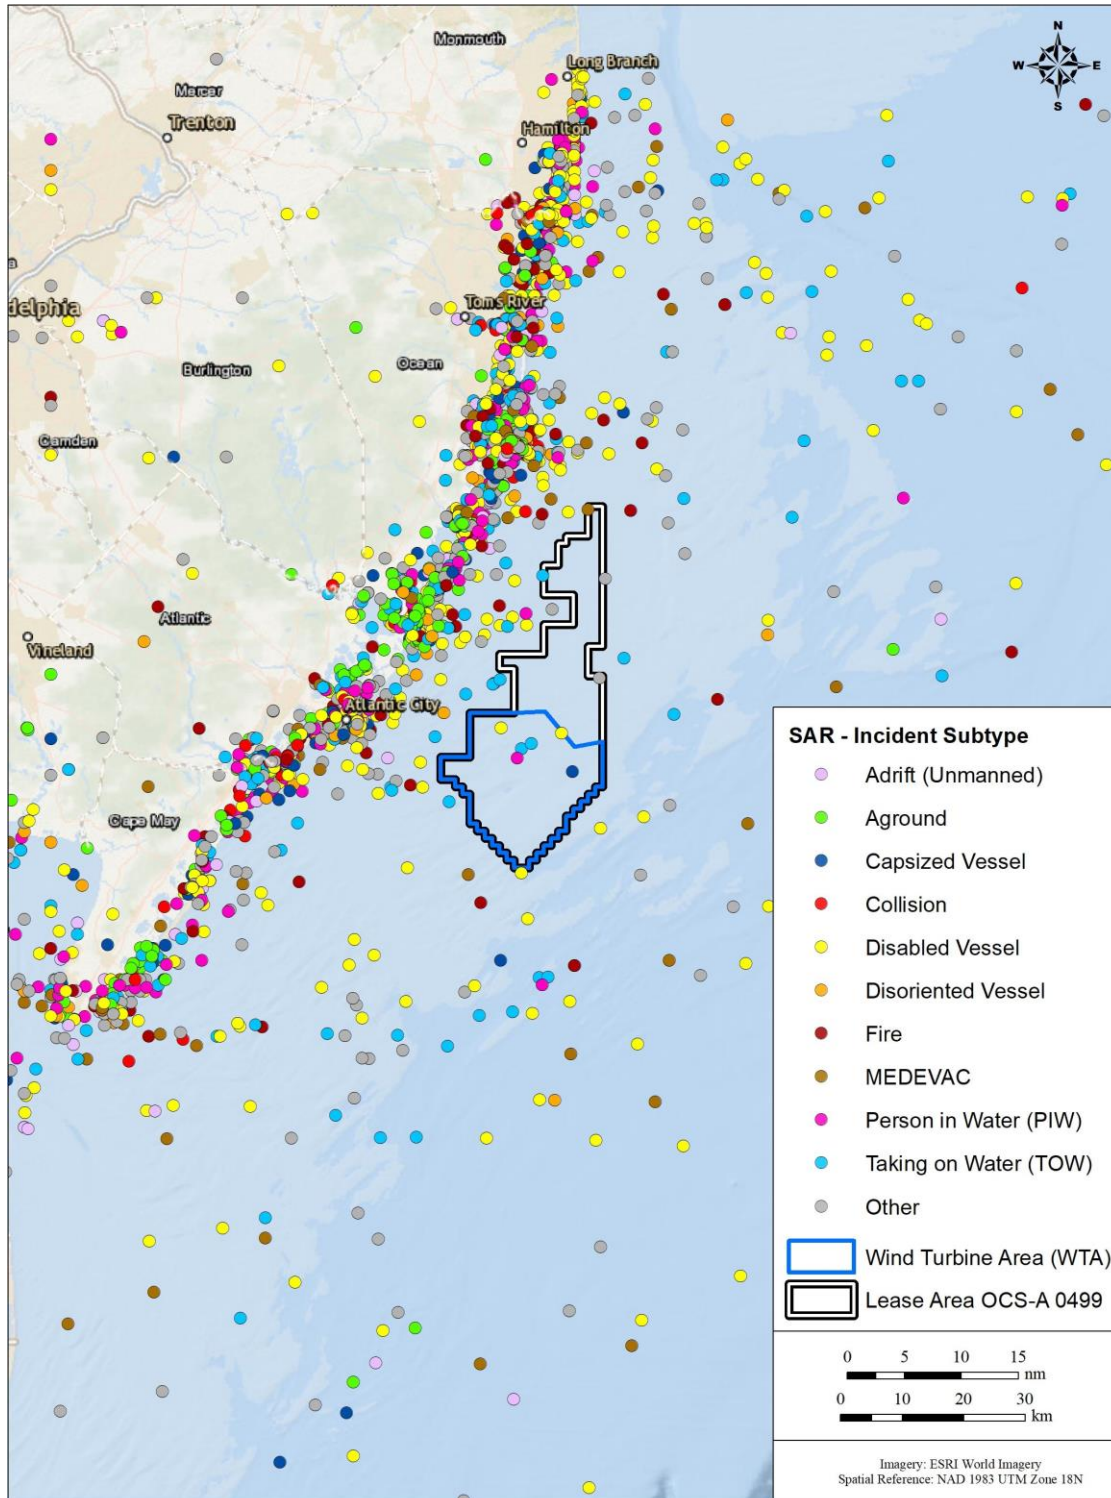 Monmouth
N
W E
S
Long Branch
Mercer
Trenton
Hamilton
a
delphia
Toms River
Ocean
Burlington
Camden
Atlantic
Vineland
Atlantic City
Cape May
SAR - Incident Subtype
Adrift (Unmanned)
Aground
Capsized Vessel
Collision
Disabled Vessel
Disoriented Vessel
Fire
MEDEVAC
Person in Water (PIW)
Taking on Water (TOW)
Other
Wind Turbine Area (WTA)
Lease Area OCS-A 0499
0 5 10 15
nm
0 10 20 30
km
Imagery: ESRI World Imagery
Spatial Reference: NAD 1983 UTM Zone 18N